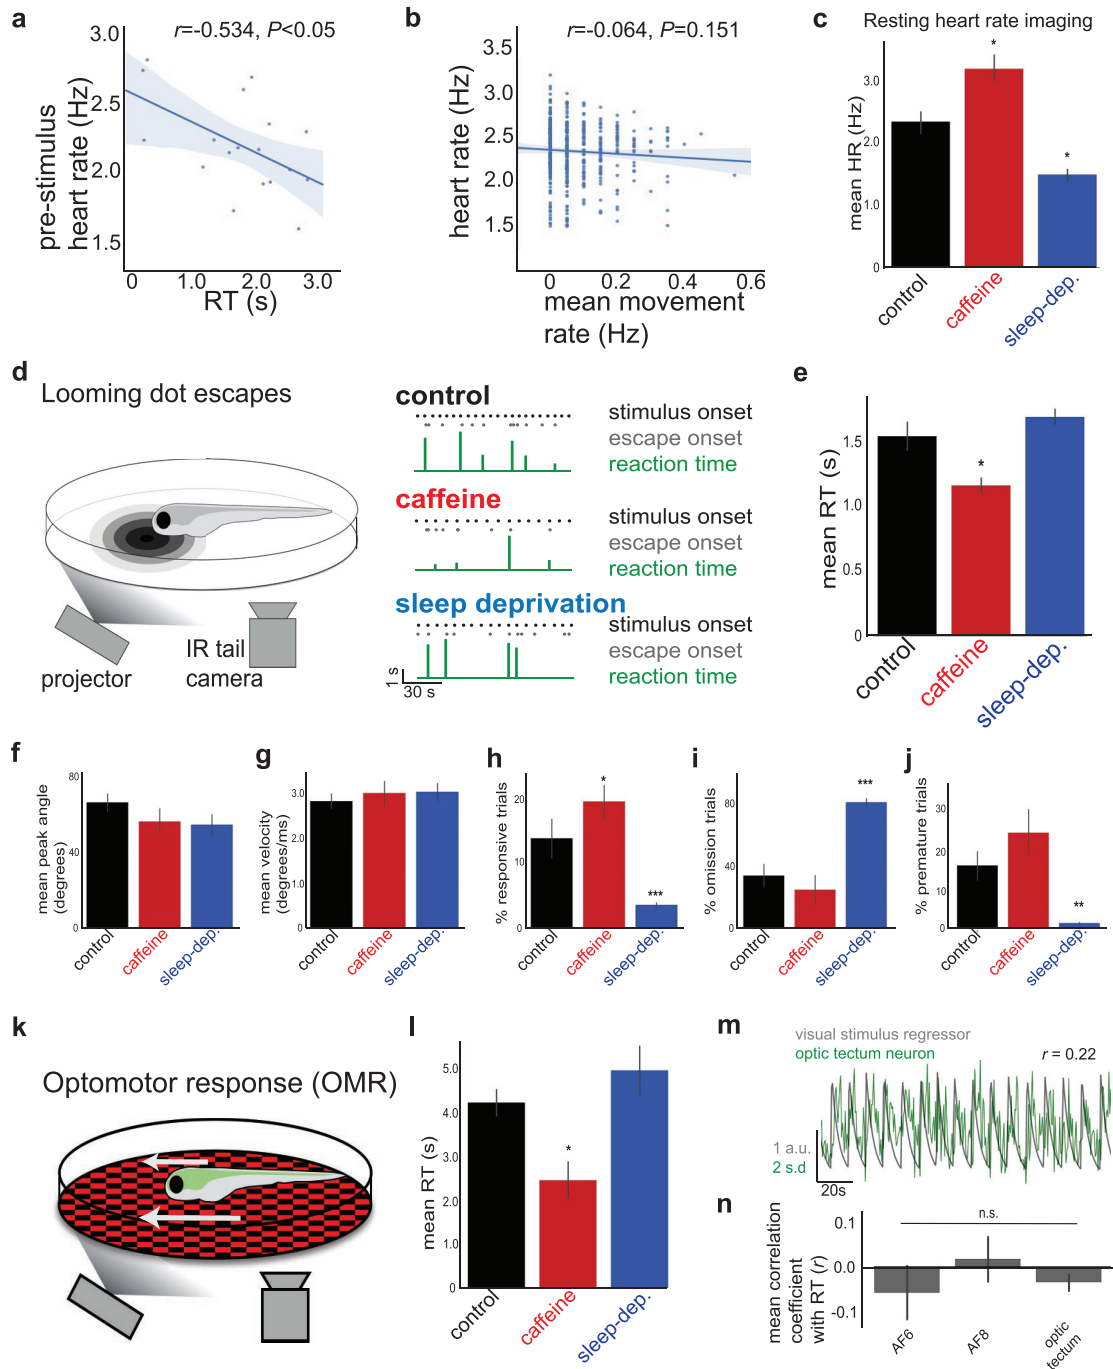 a
r=-0.534, P<0.05
pre-stimulus
heart rate (Hz)
3.0
2.5
2.0
1.5
0
1.0
2.0
3.0
RT (s)
b
r=-0.064, P=0.151
heart rate (Hz)
3.5
3.0
2.5
2.0
1.5
0
0.2
0.4
0.6
mean movement
rate (Hz)
c
Resting heart rate imaging
mean HR (Hz)
3.0
2.0
1.0
0
*
*
control
caffeine
sleep-dep.
d
Looming dot escapes
projector
IR tail
camera
control
stimulus onset
escape onset
reaction time
caffeine
stimulus onset
escape onset
reaction time
sleep deprivation
stimulus onset
escape onset
reaction time
1 s
30 s
e
mean RT (s)
1.5
1.0
0.5
0
*
control
caffeine
sleep-dep.
f
mean peak angle
(degrees)
80
40
0
control
caffeine
sleep-dep.
g
mean velocity
(degrees/ms)
3.0
2.0
1.0
0
control
caffeine
sleep-dep.
h
% responsive trials
20
10
0
*
***
control
caffeine
sleep-dep.
i
% omission trials
80
40
0
***
control
caffeine
sleep-dep.
j
% premature trials
30
20
10
0
**
control
caffeine
sleep-dep.
k
Optomotor response (OMR)
l
mean RT (s)
5.0
4.0
3.0
2.0
1.0
0
*
control
caffeine
sleep-dep.
m
visual stimulus regressor
optic tectum neuron
r = 0.22
1 a.u.
2 s.d
20s
n
mean correlation
coefficient
with RT (r)
0.1
0.0
-0.1
n.s.
AF6
AF8
optic
tectum